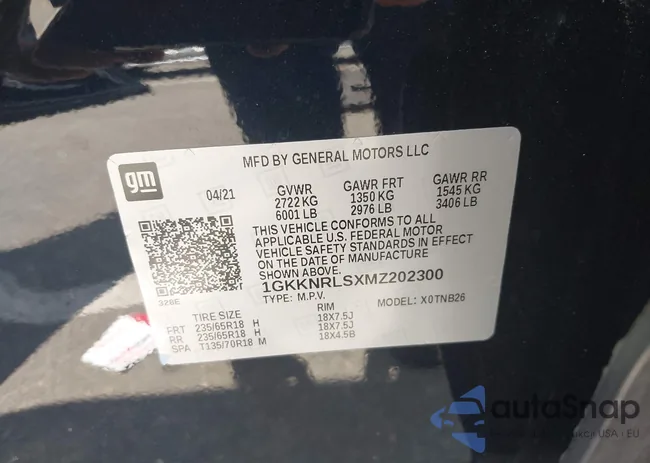 MFD BY GENERAL MOTORS LLC
gm
04/21 GVWR GAWR FRT GAWR RR
2722 KG 1350 KG 1545 KG
6001 LB 2976 LB 3406 LB
THIS VEHICLE CONFORMS TO ALL
APPLICABLE U.S. FEDERAL MOTOR
VEHICLE SAFETY STANDARDS IN EFFECT
ON THE DATE OF MANUFACTURE
SHOWN ABOVE.
1GKKNRLSXMZ202300
TYPE: M.P.V. MODEL: X0TNB26
TIRE SIZE RIM
FRT 235/65R18 H 18X7.5J
RR 235/65R18 H 18X7.5J
SPA T135/70R18 M 18X4.5B
autoSnap
USA | EU